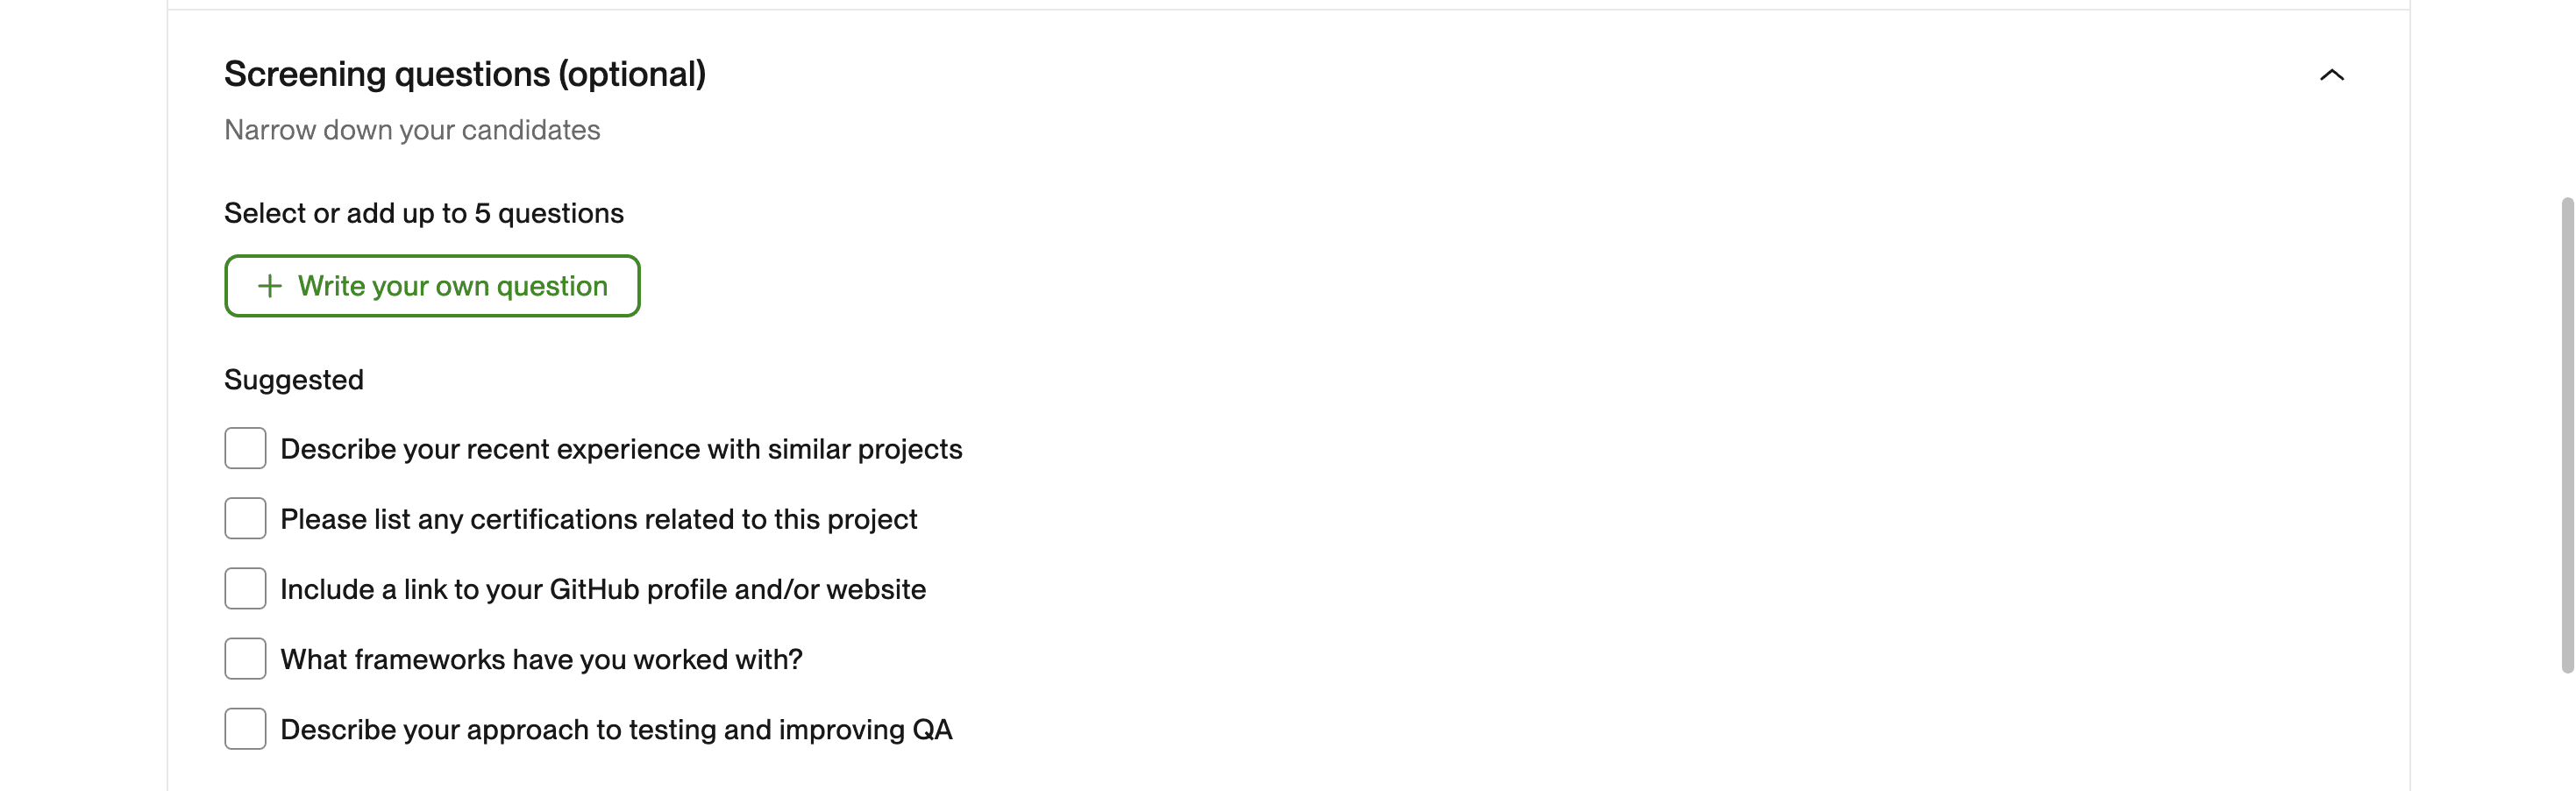 Screening questions (optional)
Narrow down your candidates
Select or add up to 5 questions
+ Write your own question
Suggested
Describe your recent experience with similar projects
Please list any certifications related to this project
Include a link to your GitHub profile and/or website
What frameworks have you worked with?
Describe your approach to testing and improving QA